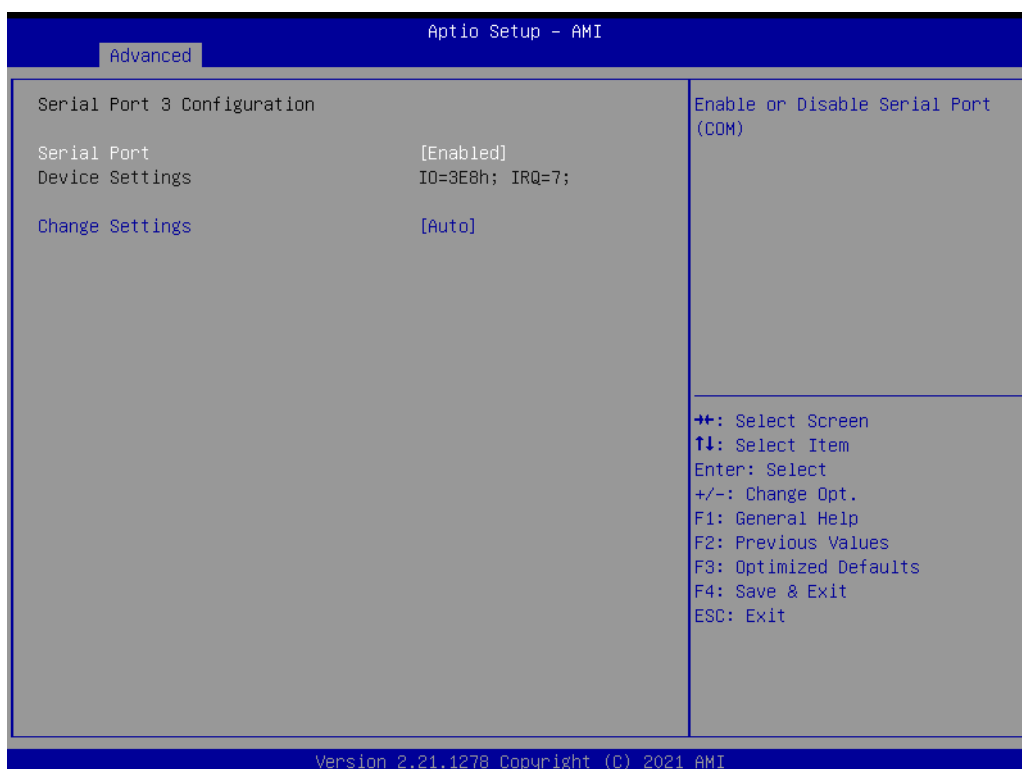 Aptio Setup – AMI
Advanced
Serial Port 3 Configuration
Serial Port [Enabled]
Device Settings IO=3E8h; IRQ=7;
Change Settings [Auto]
Enable or Disable Serial Port
(COM)
→←: Select Screen
↑↓: Select Item
Enter: Select
+/-: Change Opt.
F1: General Help
F2: Previous Values
F3: Optimized Defaults
F4: Save & Exit
ESC: Exit
Version 2.21.1278 Copyright (C) 2021 AMI